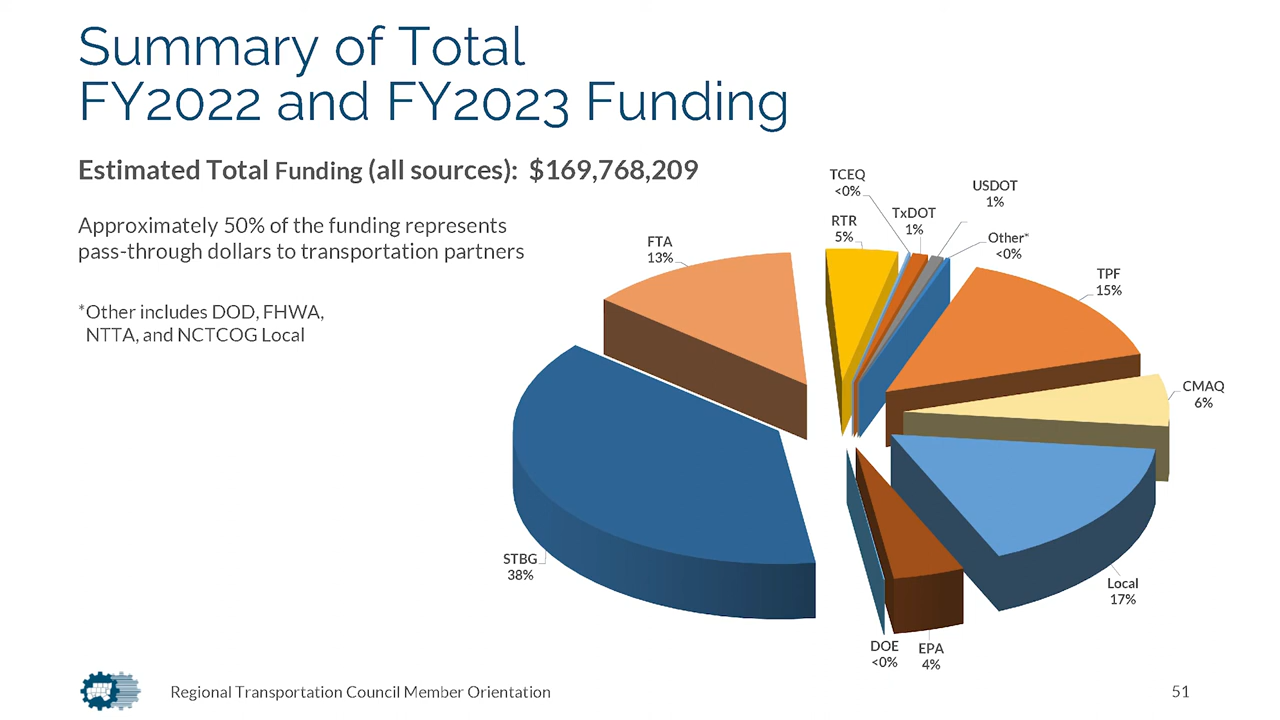 Summary of Total
FY2022 and FY2023 Funding
Estimated Total Funding (all sources): $169,768,209
Approximately 50% of the funding represents
pass-through dollars to transportation partners
*Other includes DOD, FHWA,
NTTA, and NCTCOG Local
TCEQ
<0%
USDOT
1%
RTR
5%
TxDOT
1%
Other*
<0%
FTA
13%
TPF
15%
CMAQ
6%
STBG
38%
Local
17%
DOE
<0%
EPA
4%
Regional Transportation Council Member Orientation
51